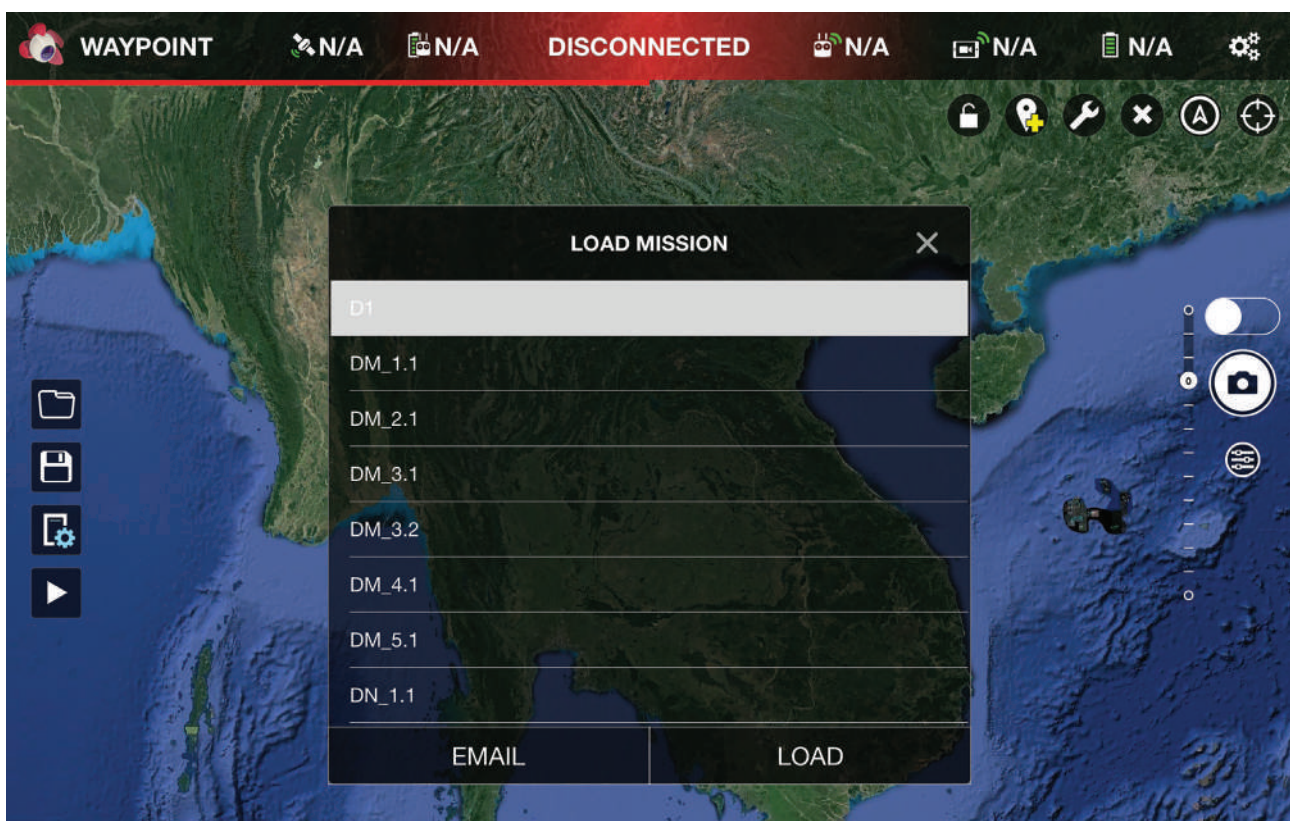 WAYPOINT N/A N/A DISCONNECTED N/A N/A N/A
A
LOAD MISSION
D1
DM_1.1
0
DM_2.1
DM_3.1
DM_3.2
DM_4.1
DM_5.1
DN_1.1
EMAIL LOAD